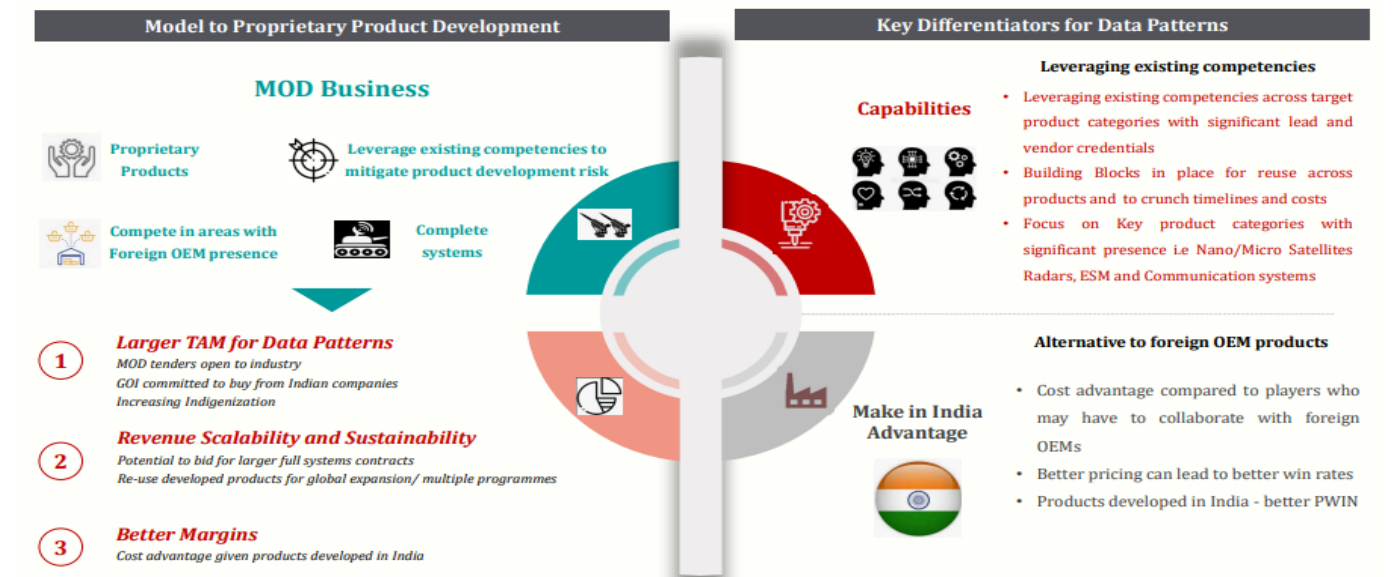 Model to Proprietary Product Development
MOD Business
Proprietary
Products
Leverage existing competencies to
mitigate product development risk
Compete in areas with
Foreign OEM presence
Complete
systems
1
Larger TAM for Data Patterns
MOD tenders open to industry
GOI committed to buy from Indian companies
Increasing Indigenization
2
Revenue Scalability and Sustainability
Potential to bid for larger full systems contracts
Re-use developed products for global expansion/ multiple programmes
3
Better Margins
Cost advantage given products developed in India
Key Differentiators for Data Patterns
Capabilities
Leveraging existing competencies
• Leveraging existing competencies across target
product categories with significant lead and
vendor credentials
• Building Blocks in place for reuse across
products and to crunch timelines and costs
• Focus on Key product categories with
significant presence i.e Nano/Micro Satellites
Radars, ESM and Communication systems
Make in India
Advantage
Alternative to foreign OEM products
• Cost advantage compared to players who
may have to collaborate with foreign
OEMs
• Better pricing can lead to better win rates
• Products developed in India - better PWIN